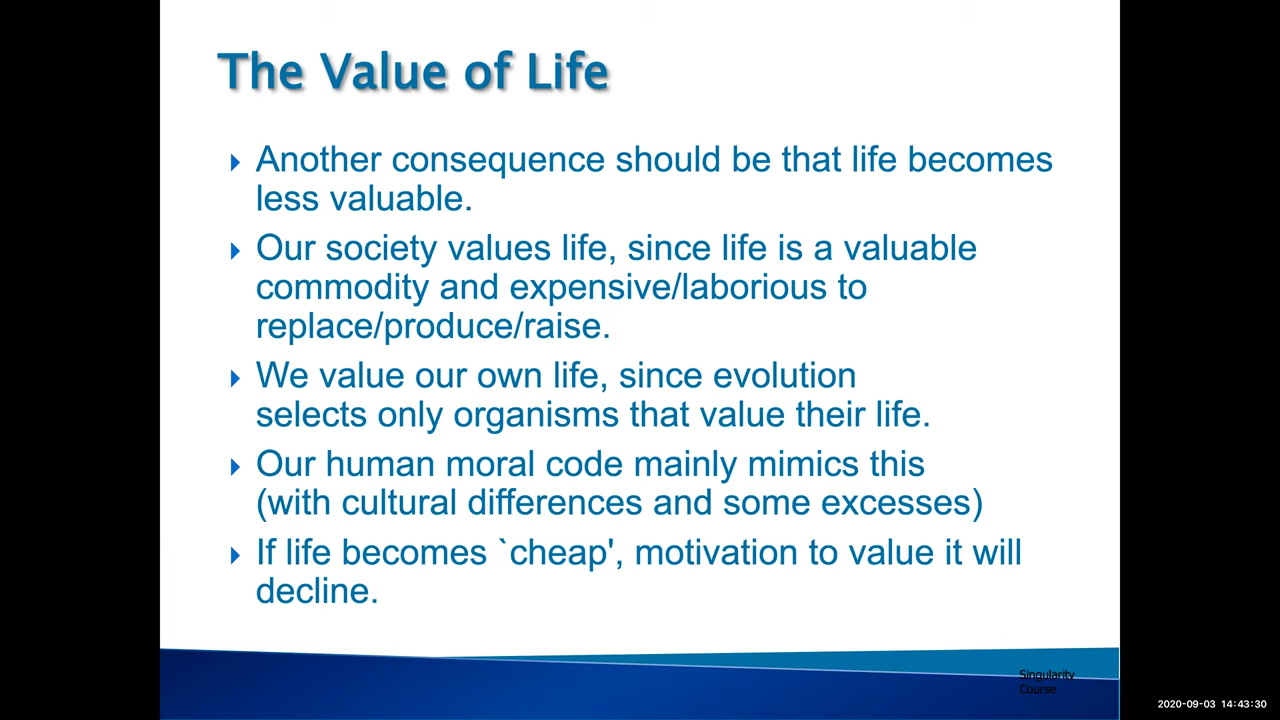 The Value of Life
Another consequence should be that life becomes
less valuable.
Our society values life, since life is a valuable
commodity and expensive/laborious to
replace/produce/raise.
We value our own life, since evolution
selects only organisms that value their life.
Our human moral code mainly mimics this
(with cultural differences and some excesses)
If life becomes `cheap', motivation to value it will
decline.
Singularity
Course
2020-09-03 14:43:30